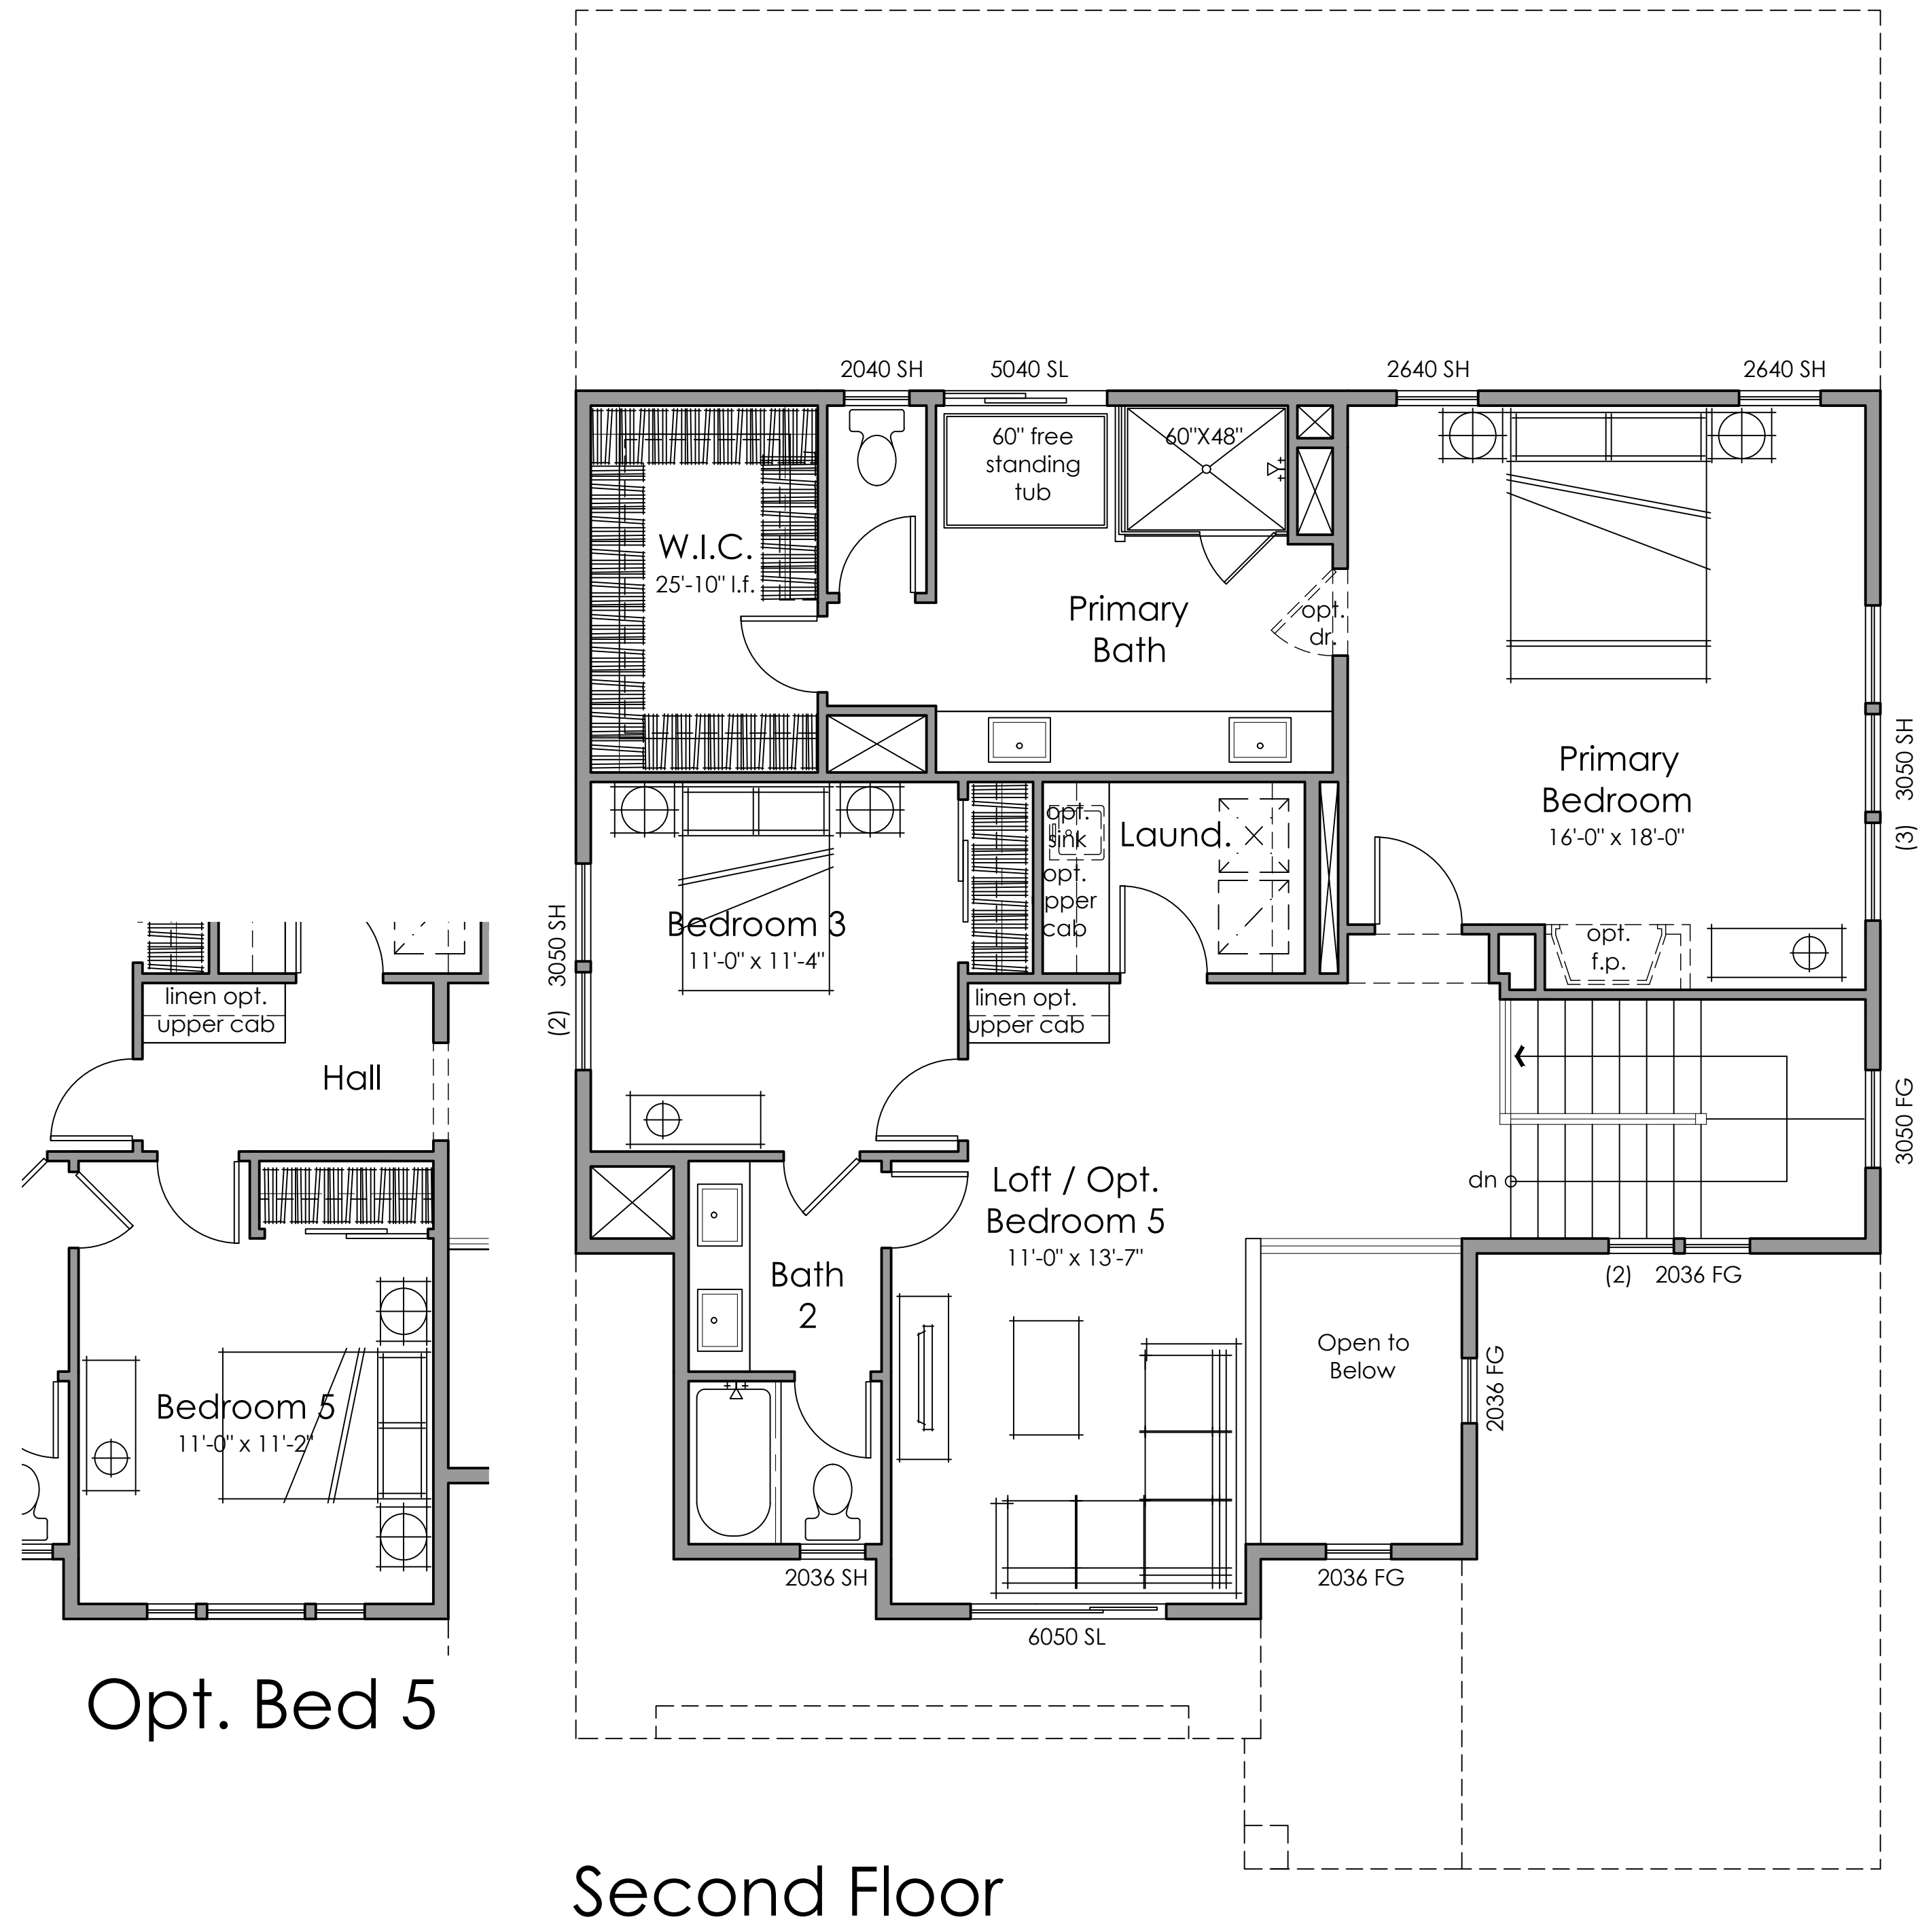 2040 SH
5040 SL
2640 SH
2640 SH
60" free
standing
tub
60"X48"
W.I.C.
25'-10" l.f.
Primary
Bath
opt.
dr.
Primary
Bedroom
16'-0" x 18'-0"
(3) 3050 SH
opt.
sink
opt.
pper
cab
Laund.
Bedroom 3
11'-0" x 11'-4"
(2) 3050 SH
opt.
f.p.
linen opt.
upper cab
linen opt.
upper cab
Hall
3050 FG
dn
Loft / Opt.
Bedroom 5
11'-0" x 13'-7"
Bath
2
(2) 2036 FG
Open to
Below
2036 FG
Bedroom 5
11'-0" x 11'-2"
2036 SH
2036 FG
6050 SL
Opt. Bed 5
Second Floor